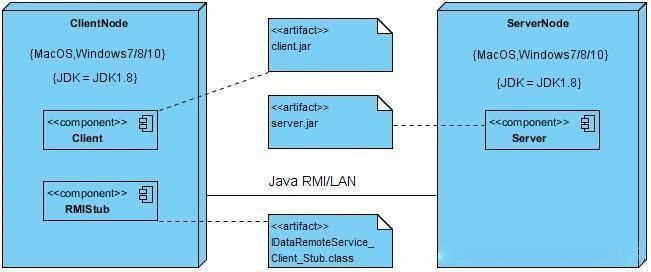 ClientNode
{MacOS,Windows7/8/10}
{JDK = JDK1.8}
<<component>>
Client
<<component>>
RMIStub
<<artifact>>
client.jar
<<artifact>>
server.jar
Java RMI/LAN
<<artifact>>
IDataRemoteService_
Client_Stub.class
ServerNode
{MacOS,Windows7/8/10}
{JDK = JDK1.8}
<<component>>
Server